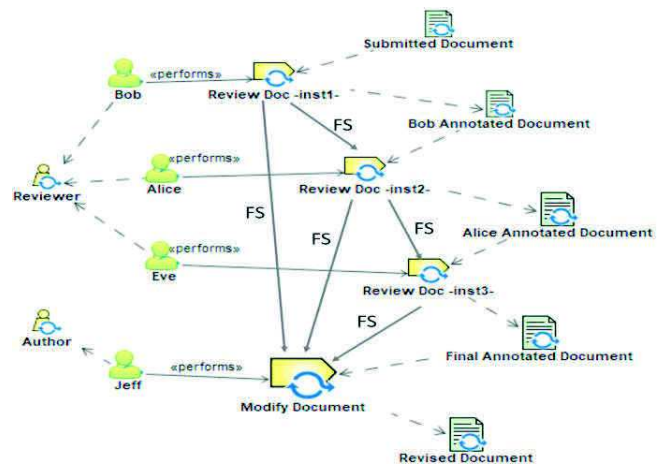 Submitted Document
«performs»
Bob
Review Doc -inst1-
FS
Bob Annotated Document
«performs»
Reviewer
Alice
Review Doc -inst2-
FS
FS
FS
Alice Annotated Document
«performs»
Eve
Review Doc -inst3-
FS
Author
Final Annotated Document
«performs»
Jeff
Modify Document
Revised Document